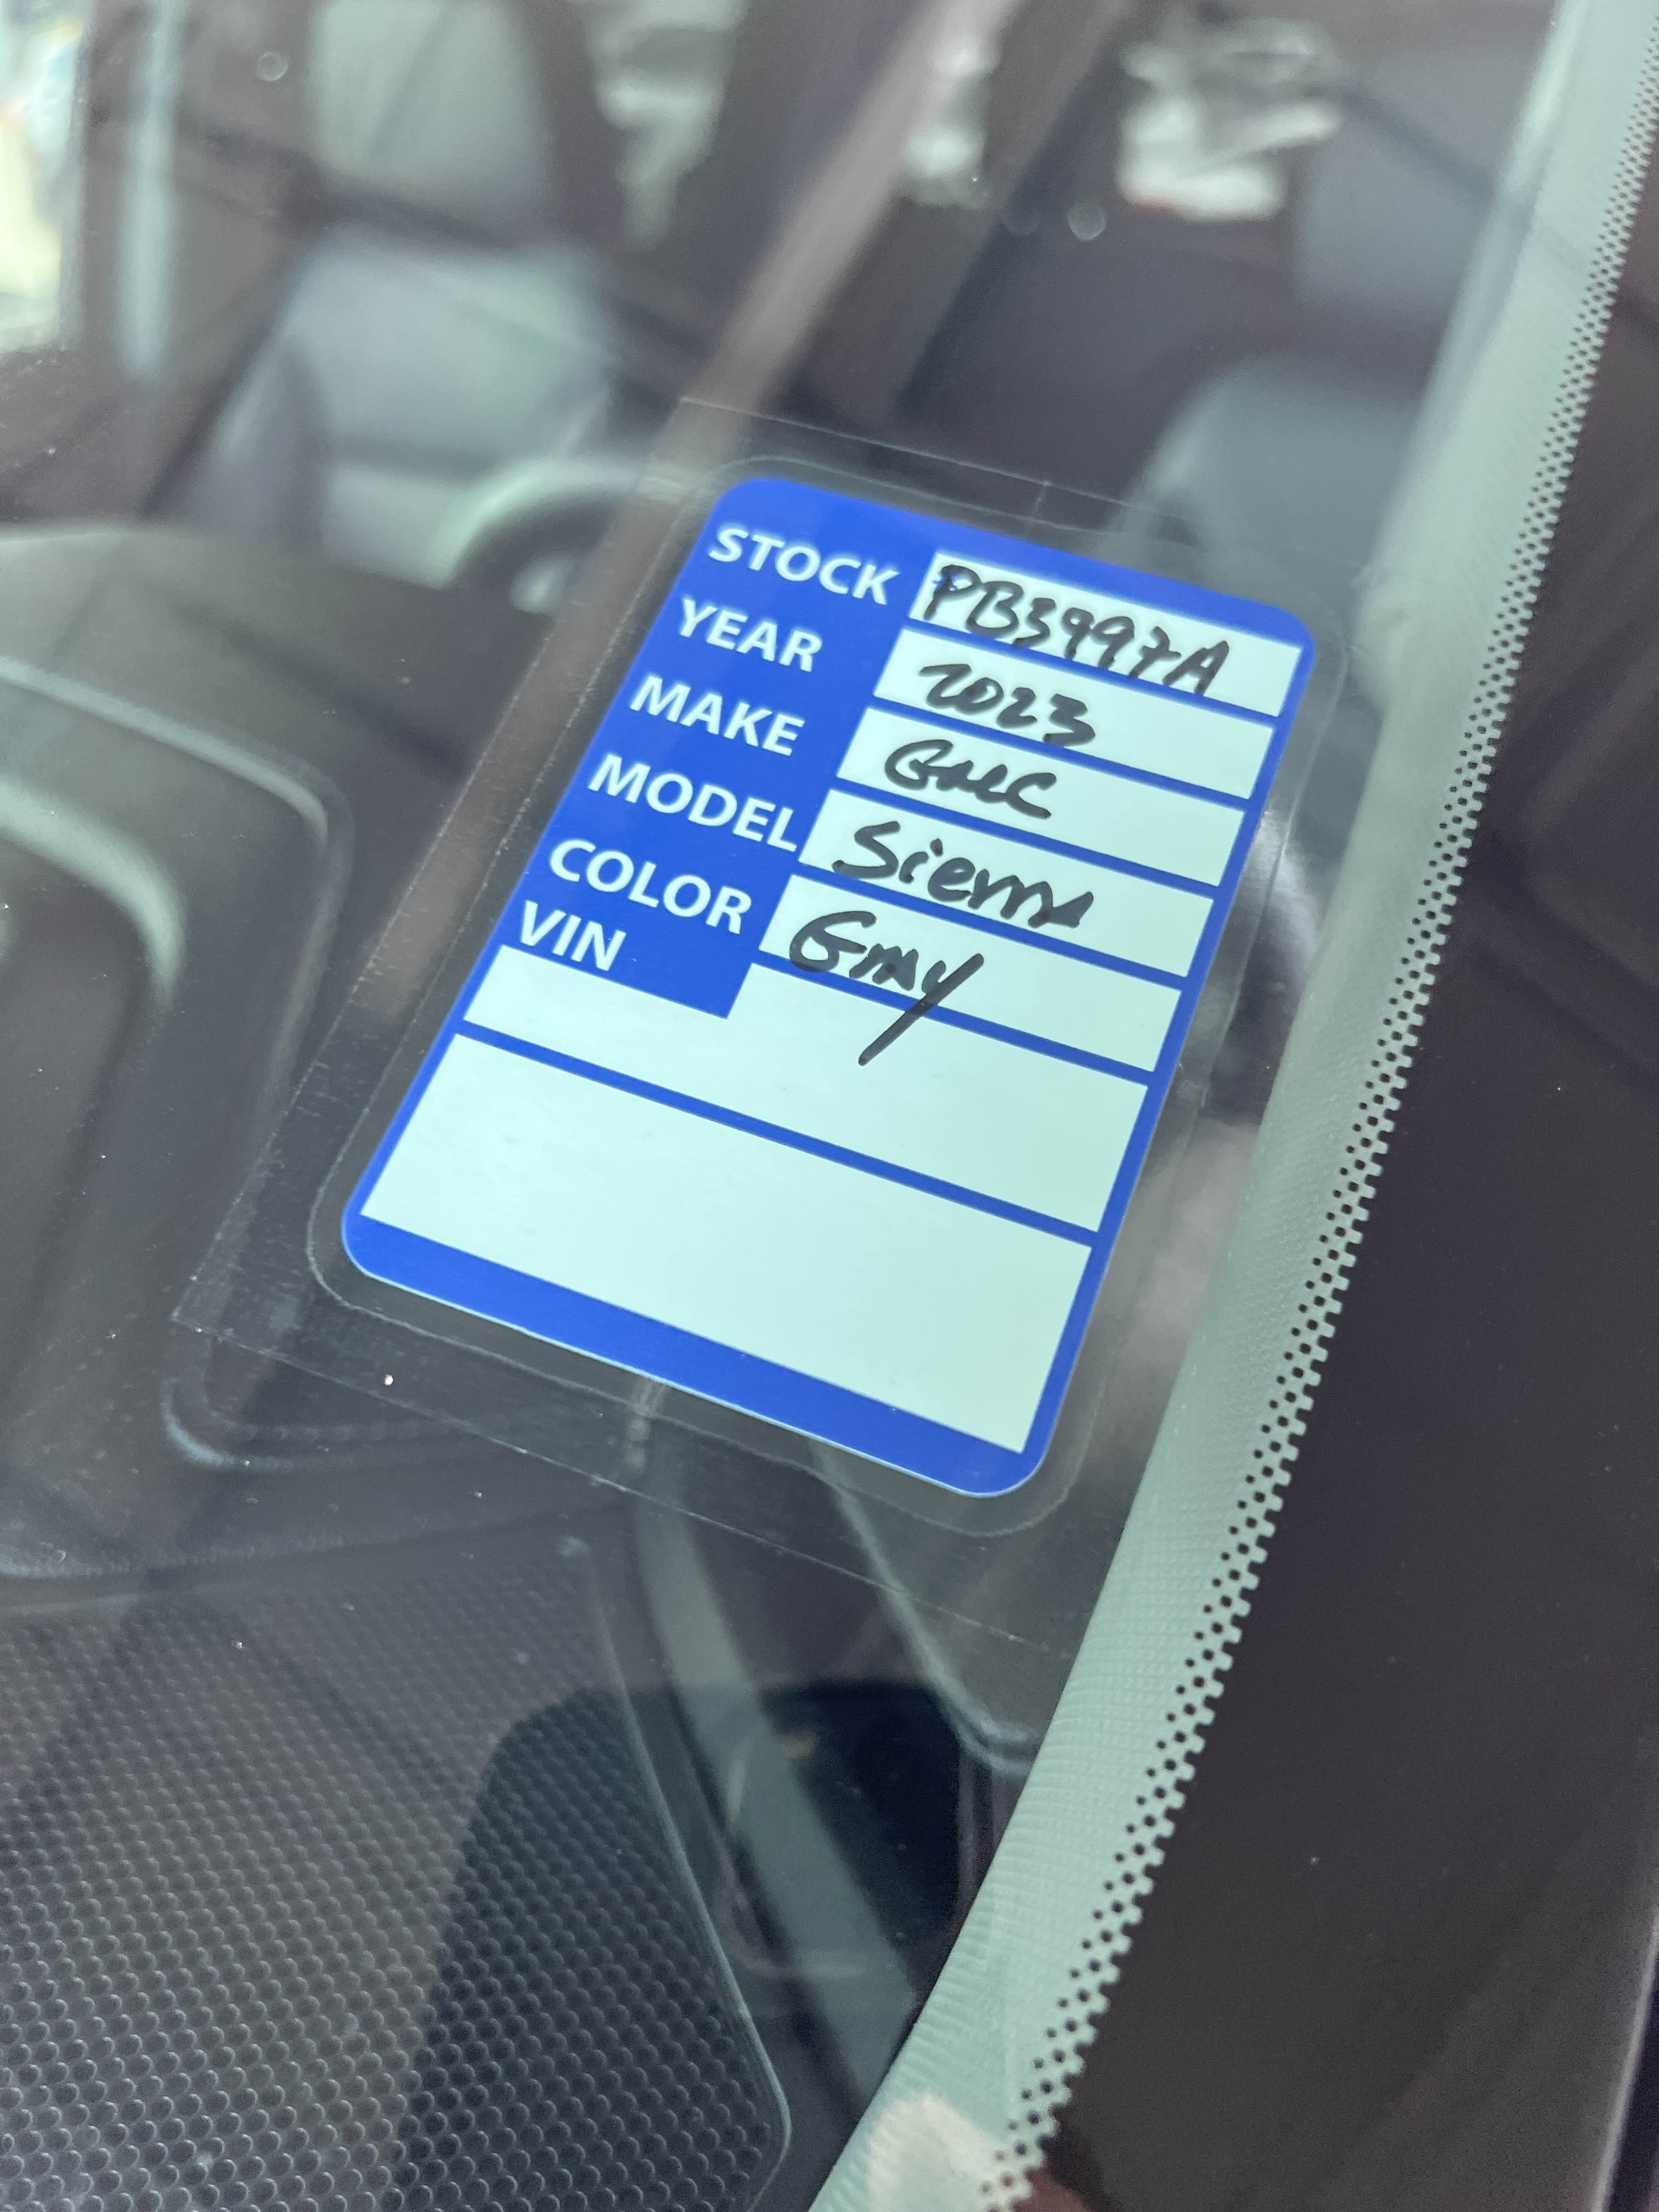 STOCK PB3997A
YEAR 2023
MAKE GMC
MODEL Sierra
COLOR Gray
VIN